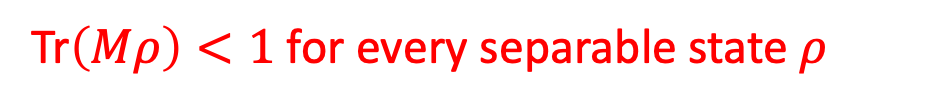 Tr(𝑀𝜌) < 1 for every separable state 𝜌